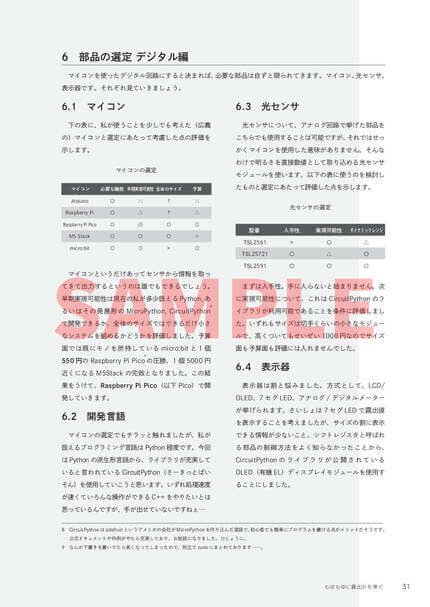 6 部品の選定 デジタル編
マイコンを使ったデジタル回路にすると決まれば、必要な部品は自ずと限られてきます。マイコン、光センサ、
表示器です。それぞれ見ていきましょう。
6.1 マイコン
下の表に、私が使うことを少しでも考えた（広義
の）マイコンと選定にあたって考慮した点の評価を
示します。
マイコンの選定
マイコン 必要な機能 早期実現可能性 全体のサイズ 予算
Arduino ○ △ ? △
Raspberry Pi ○ △ ? △
Raspberry Pi Pico ○ ○ ○ ○
M5 Stack ○ ○ ○ ×
micro:bit ○ ○ × ○
マイコンというだけあってセンサから情報を取っ
てきて出力するというのは誰でもできるでしょう。
早期実現可能性は現在の私が多少扱える Python、あ
るいはその発展形の MicroPython、CircuitPython
で開発できるか、全体のサイズではできるだけ小さ
なシステムを組めるかどうかを評価しました。予算
面では既にモノを所持している micro:bit と 1 個
550 円の Raspberry Pi Pico の圧勝、1 個 5000 円
近くになる M5Stack の完敗となりました。この結
果をうけて、Raspberry Pi Pico（以下 Pico）で開
発していきます。
6.2 開発言語
マイコンの選定でもチラッと触れましたが、私が
扱えるプログラミング言語は Python 程度です。今回
は Python の派生形言語から、ライブラリが充実して
いると言われている CircuitPython（さーきっとぱい
そん）を使用していこうと思います。いずれ処理速度
が速くていろんな操作ができる C++ をやりたいとは
思っているんですが、手が出せていないですねぇ…
6.3 光センサ
光センサについて、アナログ回路で挙げた部品を
こちらでも使用することは可能ですが、それではせっ
かくマイコンを使用した意味がありません。そんな
わけで明るさを直接数値として取り込める光センサ
モジュールを使います。以下の表に使うのを検討し
たものと選定にあたって評価した点を示します。
光センサの選定
型番 入手性 実現可能性 ダイナミックレンジ
TSL2561 × ○ △
TSL25721 ○ △ ○
TSL2591 ○ ○ ○
まずは入手性。手に入らないと始まりません。次
に実現可能性について、これは CircuitPython のラ
イブラリが利用可能であることを条件に評価しまし
た。いずれもサイズは切手くらいの小さなモジュー
ルで、高くついてもせいぜい 1000 円なのでサイズ
面も予算面も評価には入れませんでした。
6.4 表示器
表示器は割と悩みました。方式として、LCD/
OLED、7 セグ LED、アナログ / デジタルメーター
が挙げられます。さいしょは 7 セグ LED で露出値
を表示することを考えましたが、サイズの割に表示
できる情報が少ないこと、シフトレジスタと呼ばれ
る部品の制御方法をよく知らなかったことから、
CircuitPython のライブラリが公開されている
OLED（有機 EL）ディスプレイモジュールを使用す
ることにしました。
8 CircuitPython は adafruit というアメリカの会社が MicroPython を作り込んだ言語で、初心者でも簡単にプログラムを書ける点がメリットだそうです。
公式ドキュメントや作例がやたら充実しており、お世話になりました。ひじょうに。
9 なんか下書きを書いてたら長くなってしまったので、別立て note にまとめております……。
もゆもゆに露出計を稼ぐ 31
SAMPLE